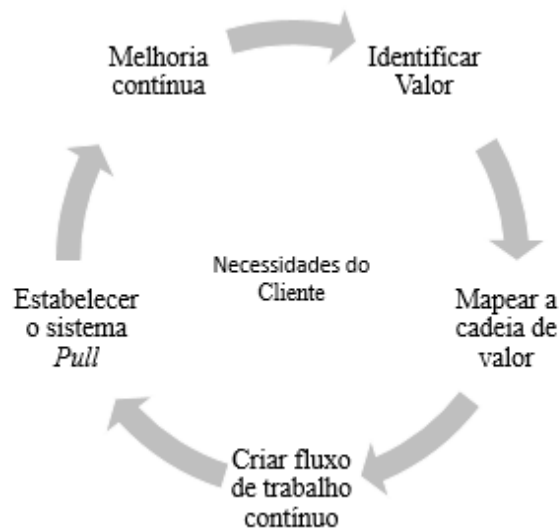 Melhoria
contínua
Identificar
Valor
Mapear a
cadeia de
valor
Criar fluxo
de trabalho
contínuo
Estabelecer
o sistema
Pull
Necessidades do
Cliente